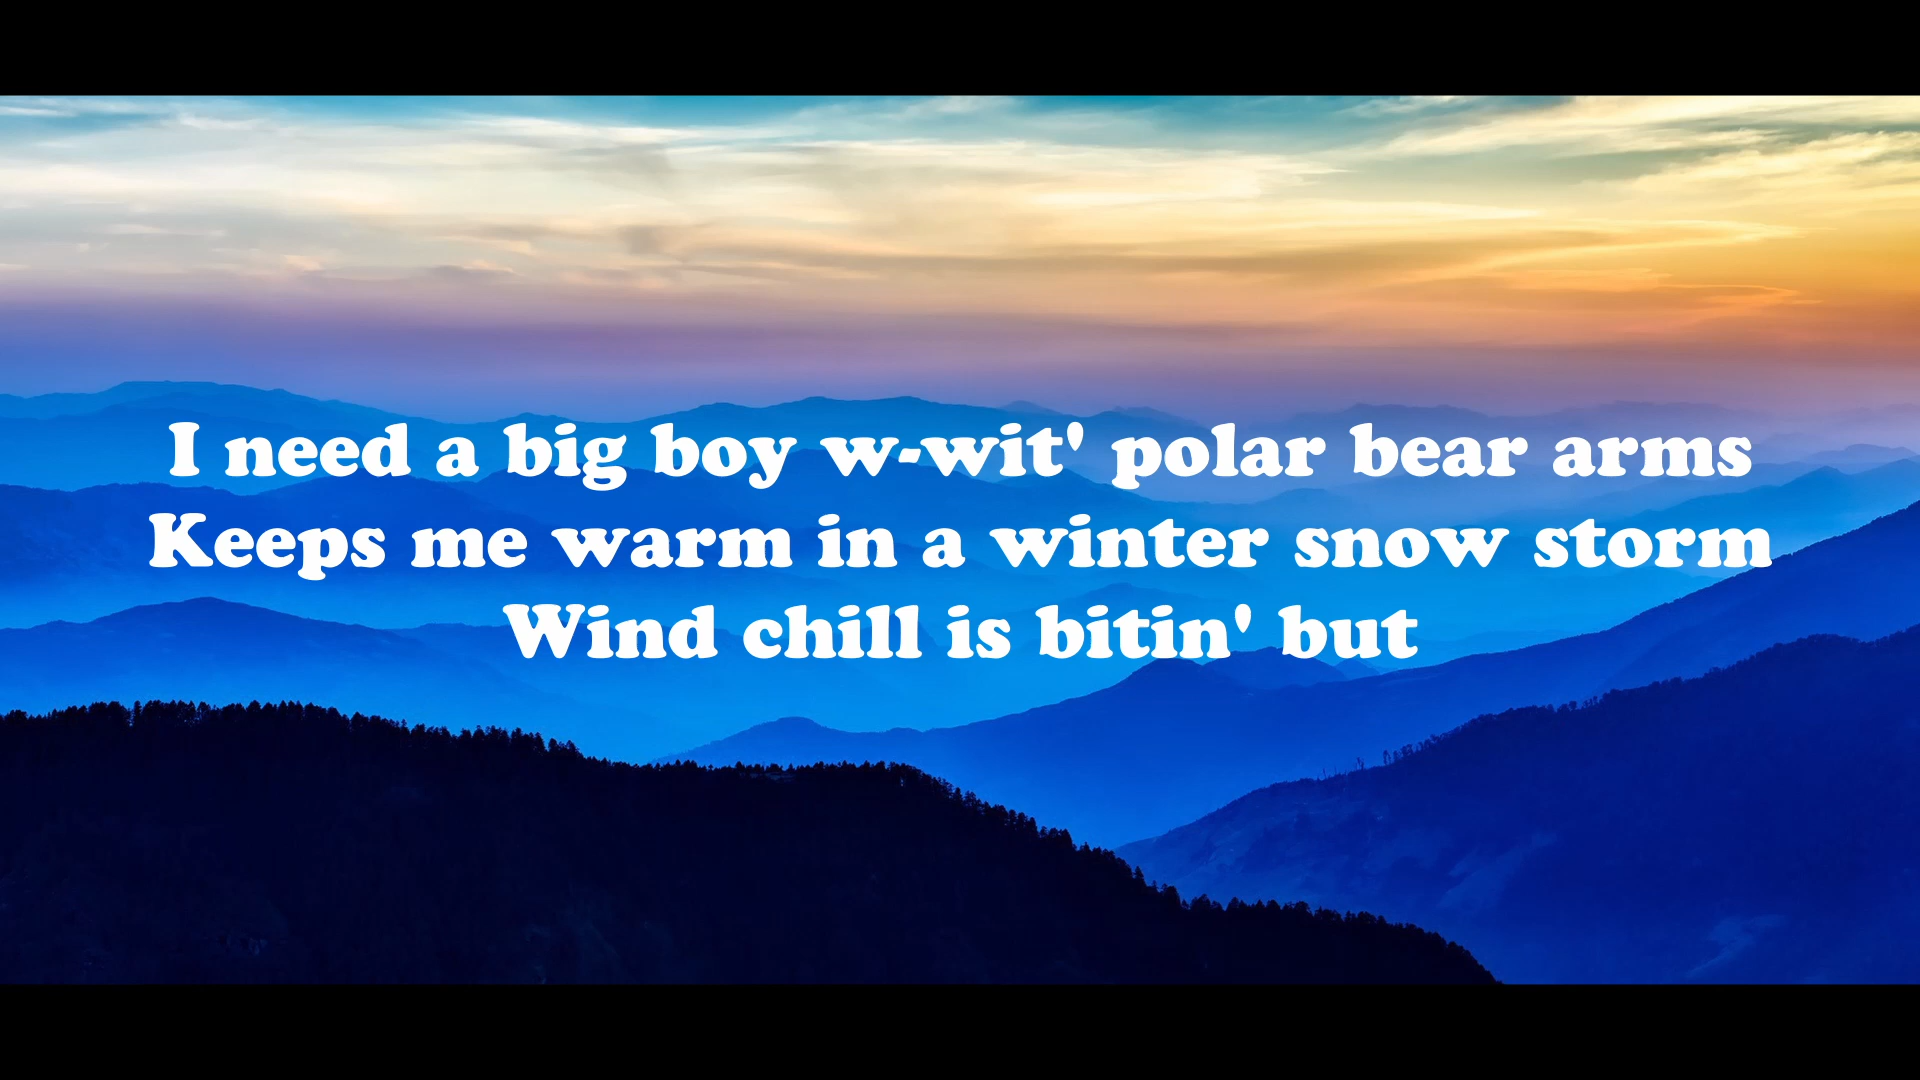 I need a big boy w-wit' polar bear arms
Keeps me warm in a winter snow storm
Wind chill is bitin' but